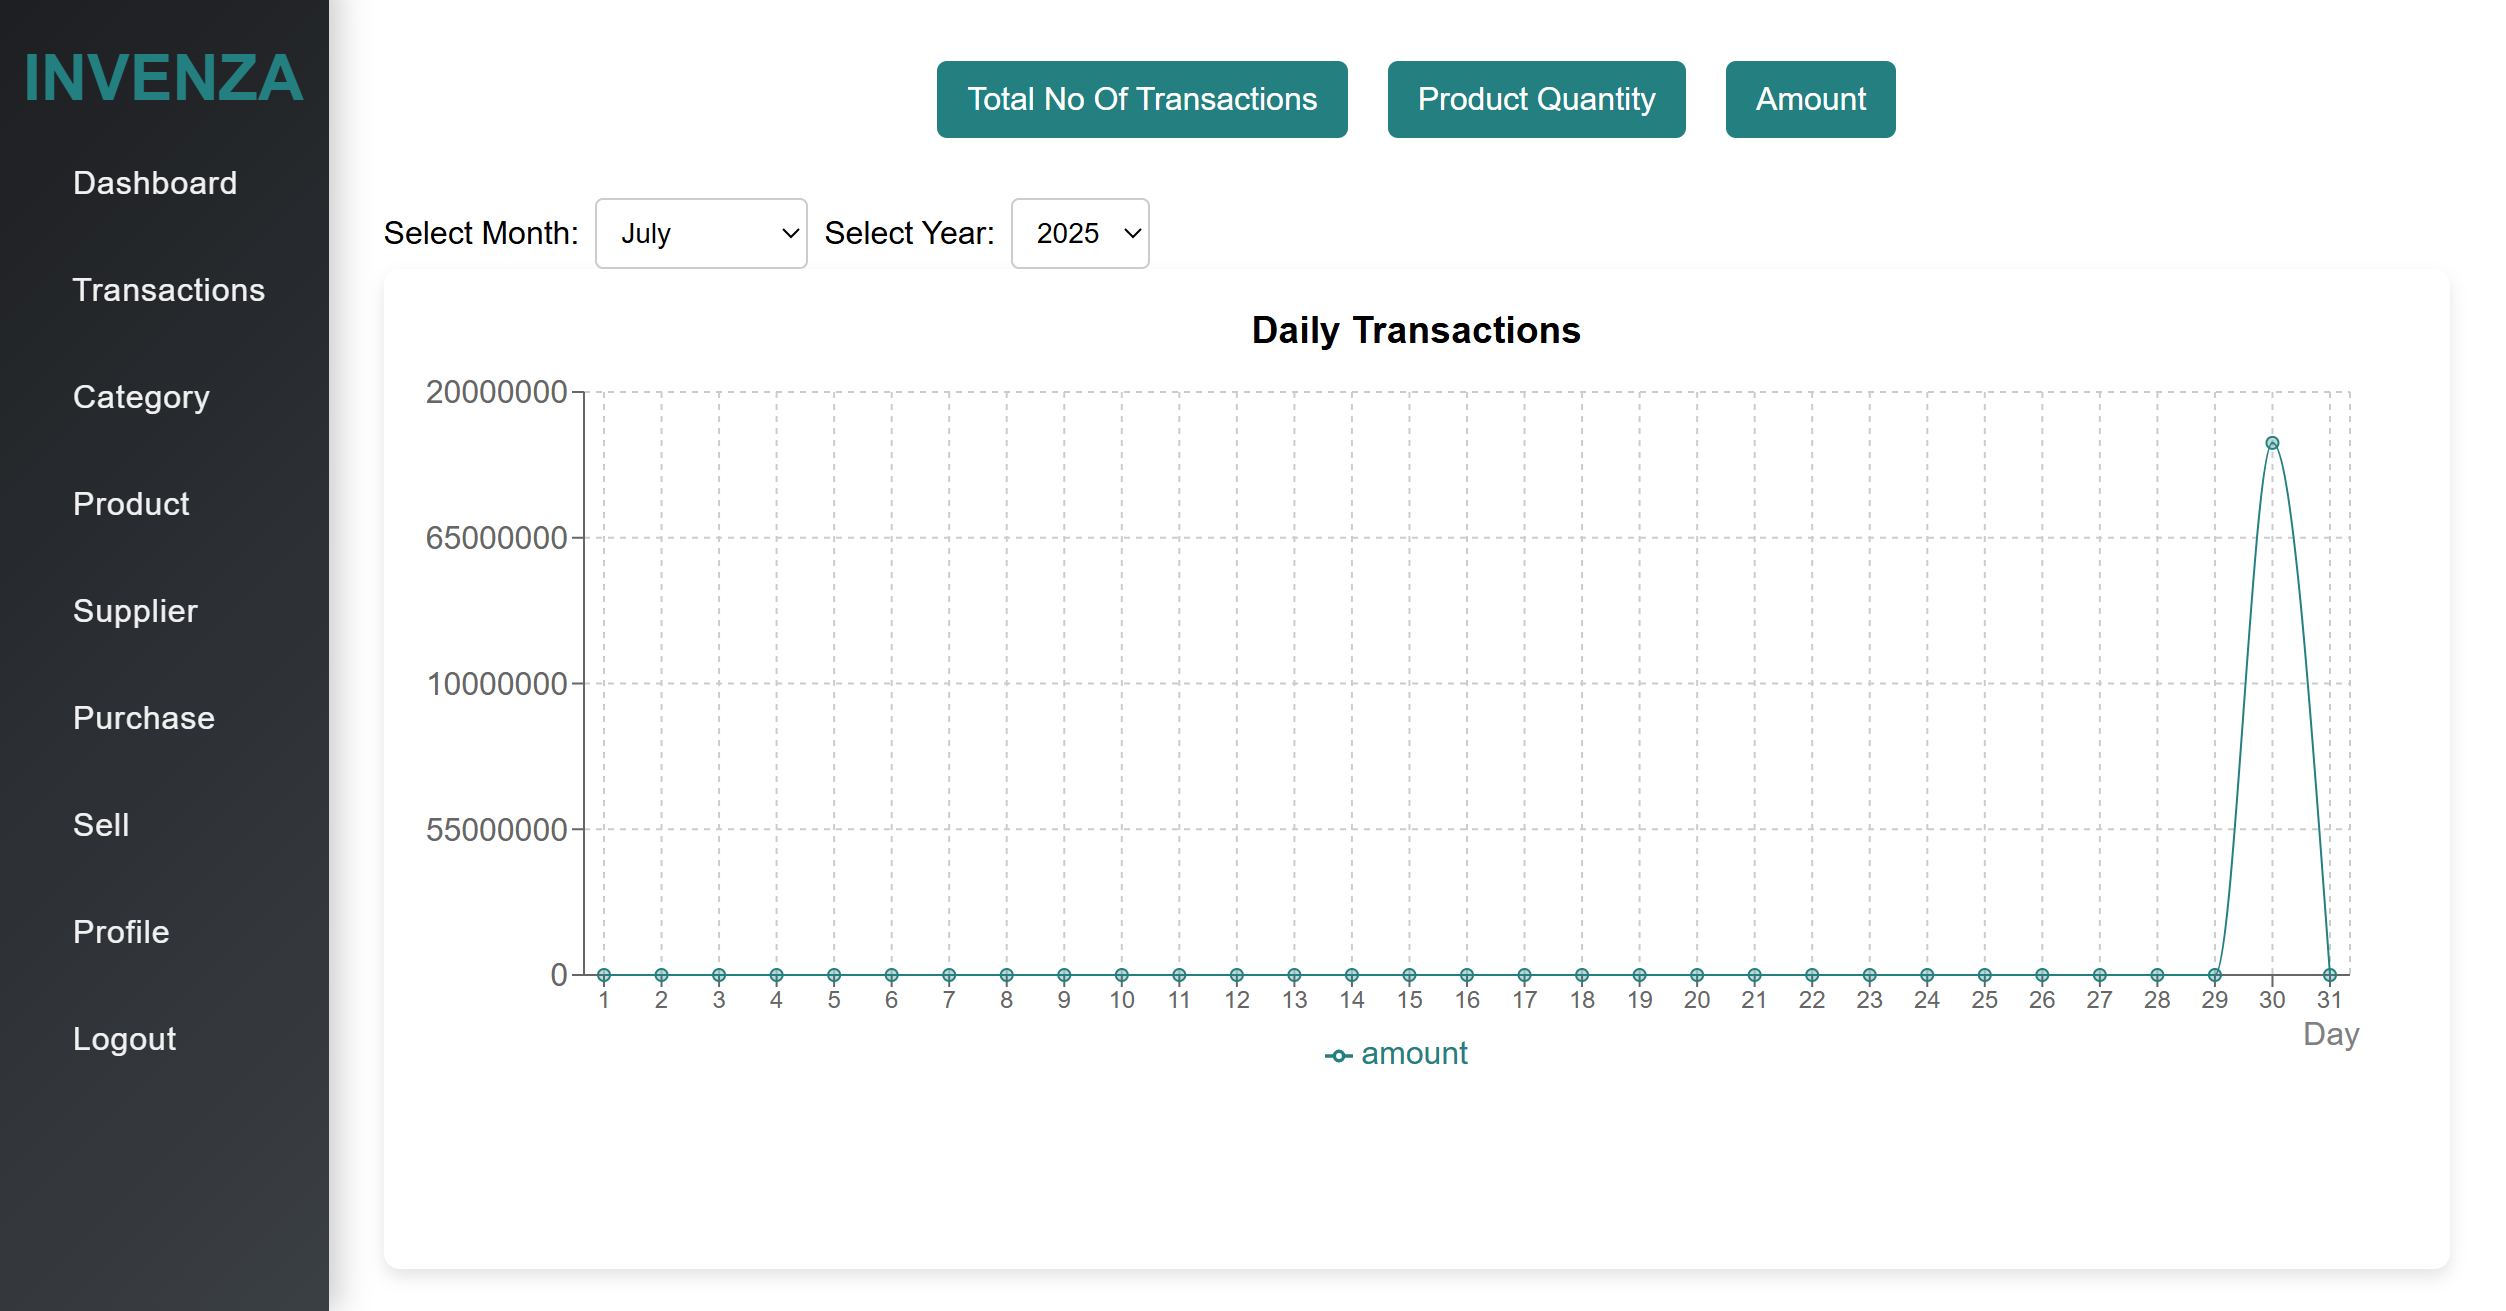 INVENZA
Dashboard
Transactions
Category
Product
Supplier
Purchase
Sell
Profile
Logout
Total No Of Transactions
Product Quantity
Amount
Select Month: July Select Year: 2025
Daily Transactions
20000000
65000000
10000000
55000000
0
1 2 3 4 5 6 7 8 9 10 11 12 13 14 15 16 17 18 19 20 21 22 23 24 25 26 27 28 29 30 31
Day
amount